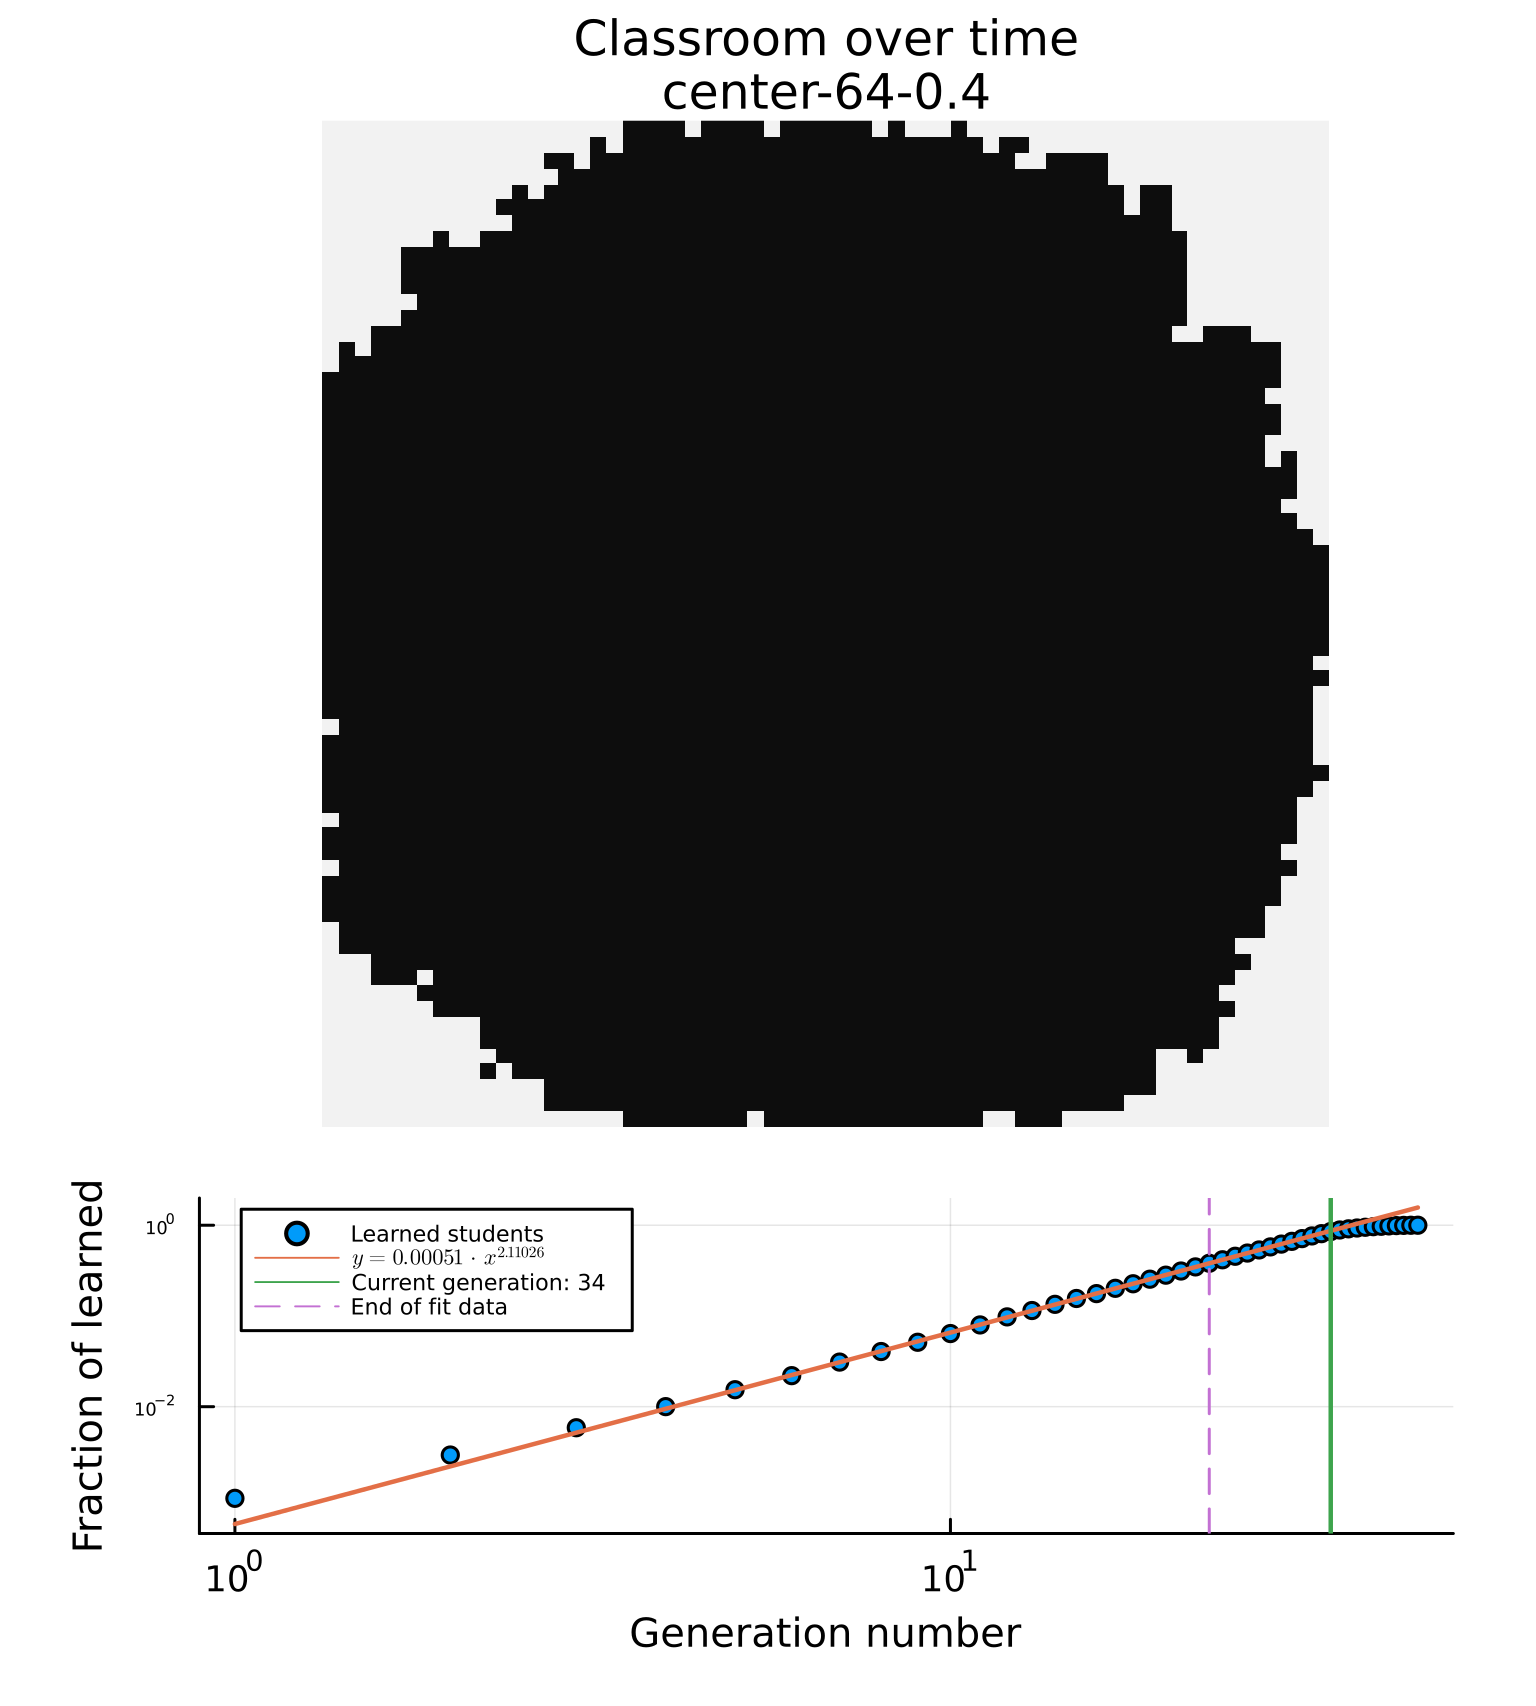 Classroom over time
center-64-0.4
Fraction of learned
10^0
10^−2
Learned students
y = 0.00051 · x^2.11026
Current generation: 34
End of fit data
10^0
10^1
Generation number